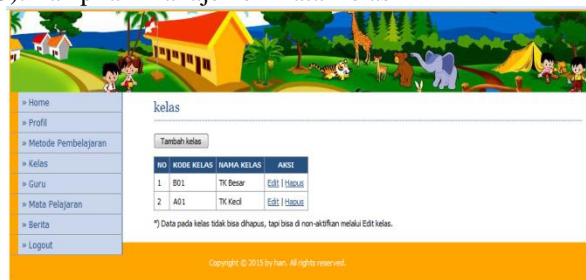 » Home
» Profil
» Metode Pembelajaran
» Kelas
» Guru
» Mata Pelajaran
» Berita
» Logout
kelas
Tambah kelas
NO KODE KELAS NAMA KELAS AKSI
1 B01 TK Besar Edit | Hapus
2 A01 TK Kecil Edit | Hapus
*) Data pada kelas tidak bisa dihapus, tapi bisa di non-aktifkan melalui Edit kelas.
Copyright © 2015 by han. All rights reserved.